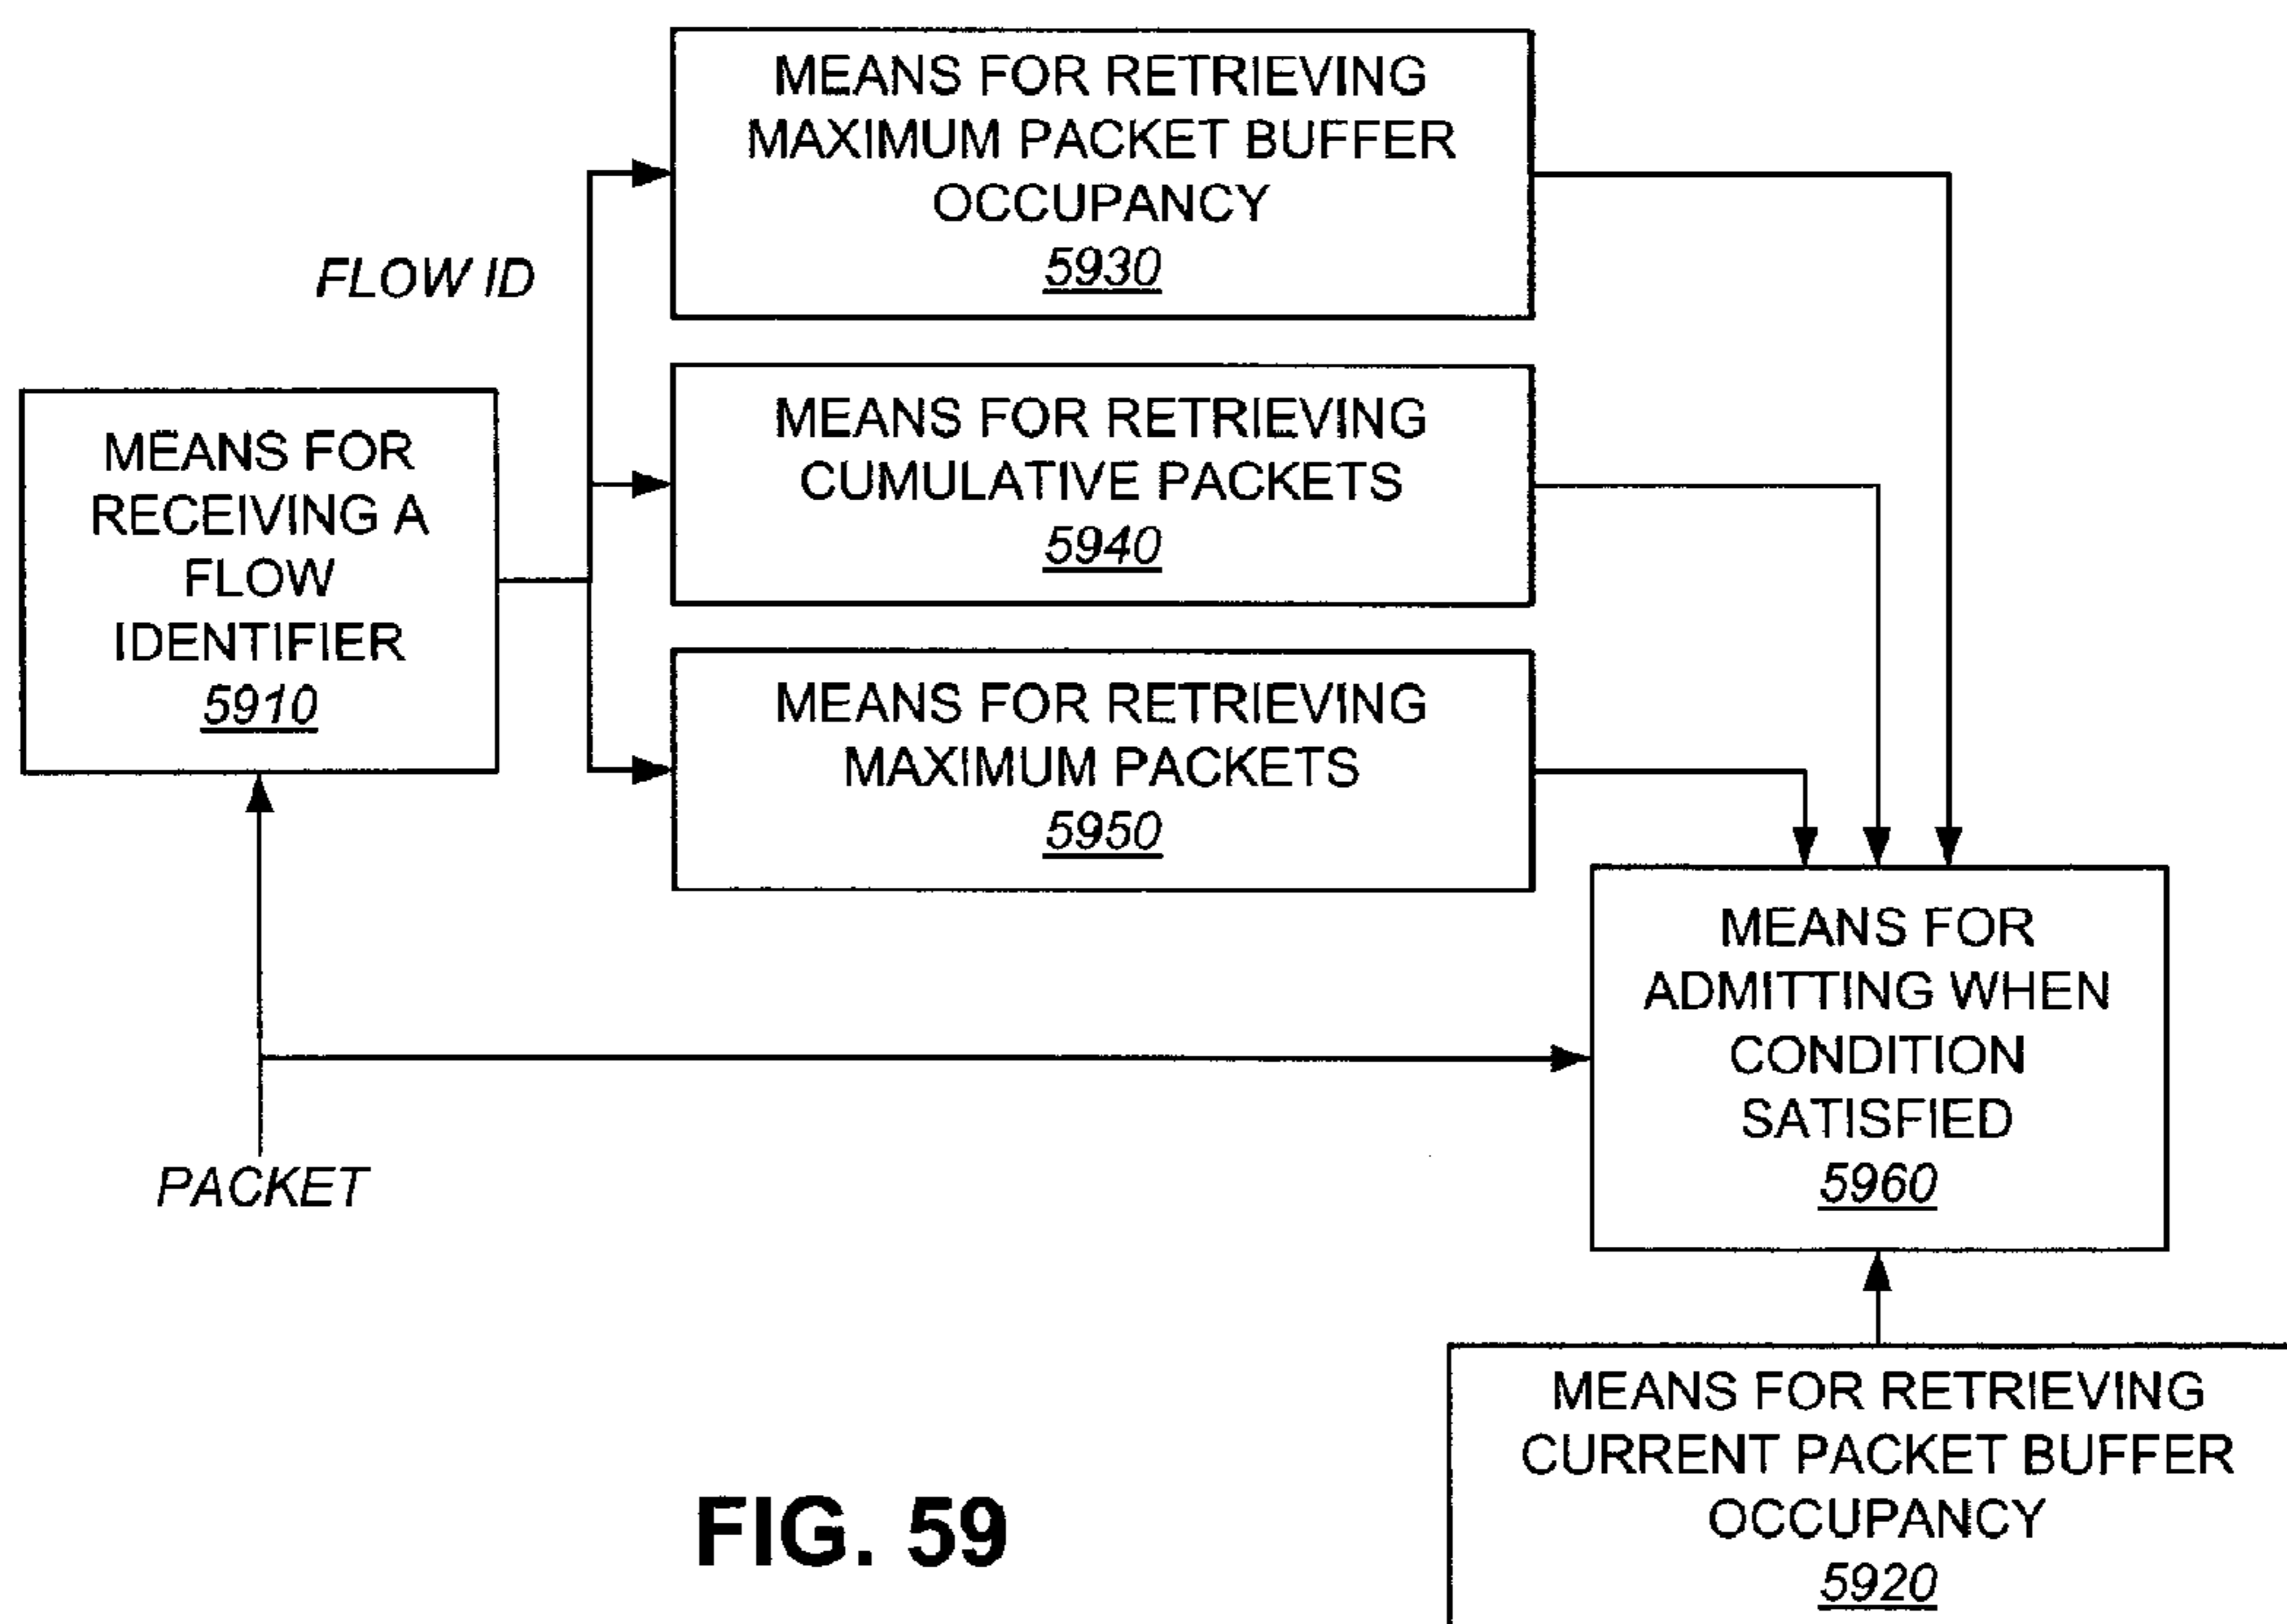 MEANS FOR RETRIEVING
MAXIMUM PACKET BUFFER
OCCUPANCY
5930
FLOW ID
MEANS FOR RETRIEVING
CUMULATIVE PACKETS
5940
MEANS FOR
RECEIVING A
FLOW
IDENTIFIER
5910
MEANS FOR RETRIEVING
MAXIMUM PACKETS
5950
MEANS FOR
ADMITTING WHEN
CONDITION
SATISFIED
5960
PACKET
MEANS FOR RETRIEVING
CURRENT PACKET BUFFER
OCCUPANCY
5920
FIG. 59